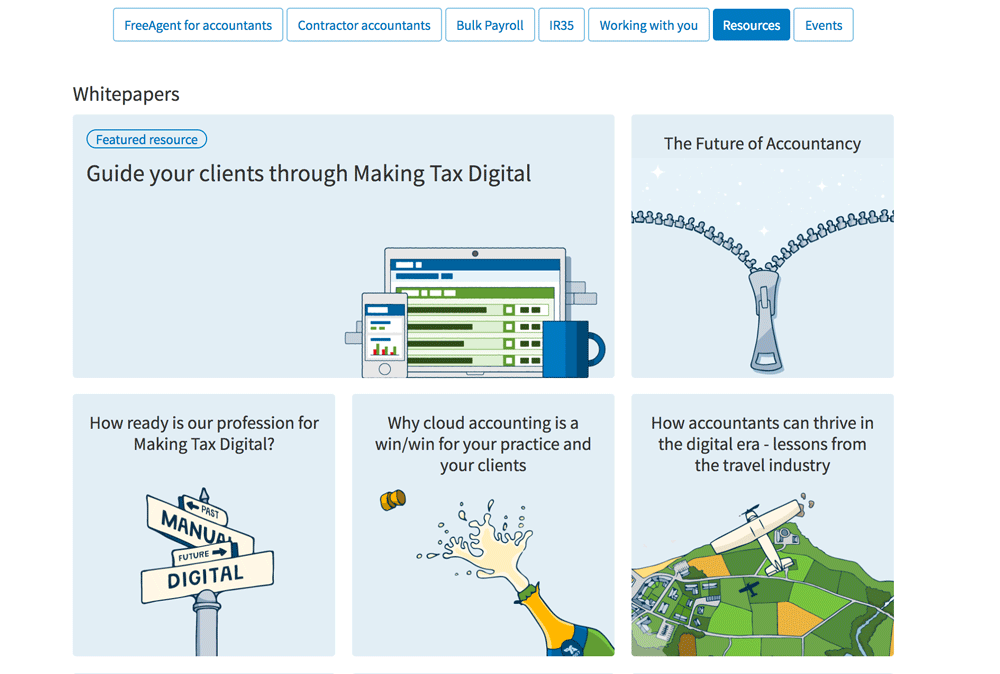 FreeAgent for accountants
Contractor accountants
Bulk Payroll
IR35
Working with you
Resources
Events
Whitepapers
Featured resource
Guide your clients through Making Tax Digital
The Future of Accountancy
How ready is our profession for
Making Tax Digital?
PAST
MANUAL
FUTURE
DIGITAL
Why cloud accounting is a
win/win for your practice and
your clients
How accountants can thrive in
the digital era - lessons from
the travel industry